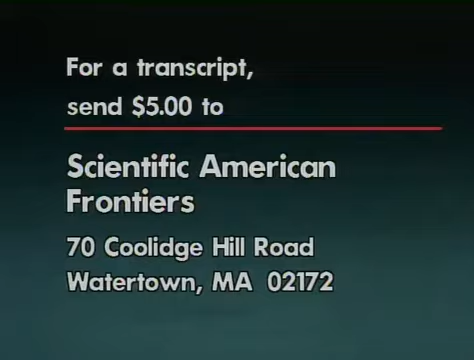 For a transcript,
send $5.00 to
Scientific American
Frontiers
70 Coolidge Hill Road
Watertown, MA  02172